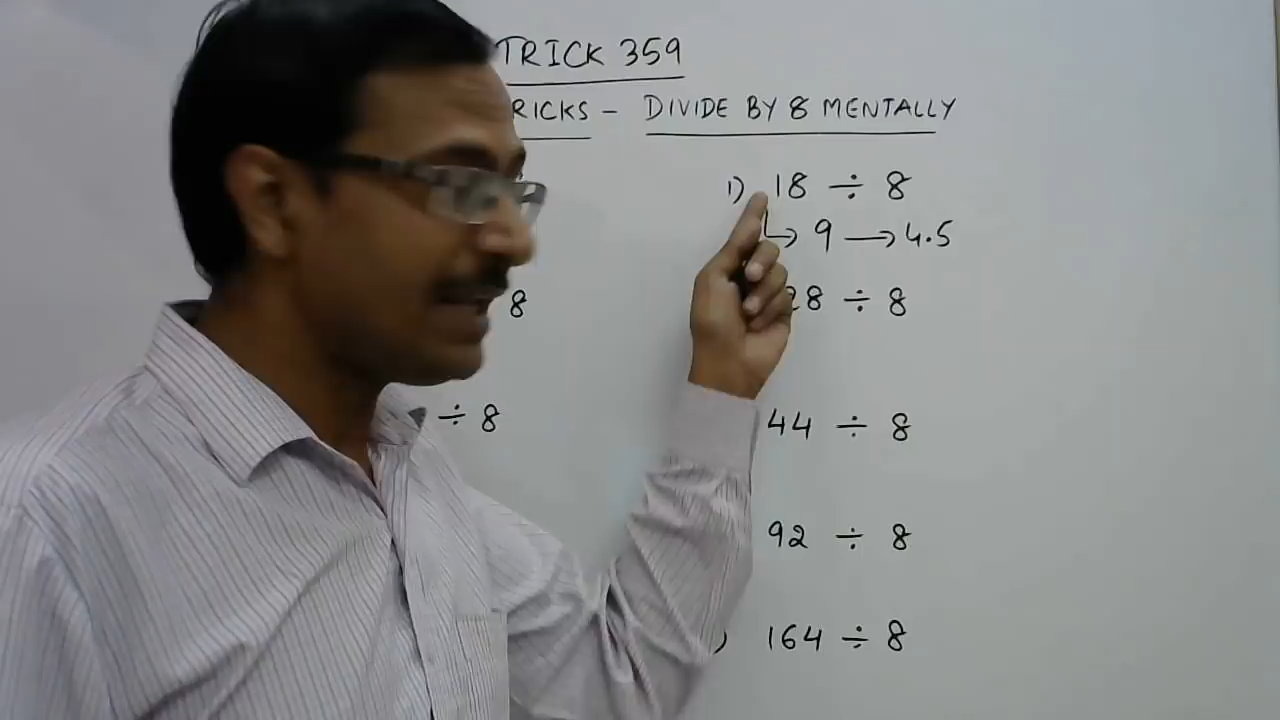 TRICK 359
RICKS - DIVIDE BY 8 MENTALLY
1) 18 ÷ 8
→ 9 → 4.5
8
28 ÷ 8
÷ 8
44 ÷ 8
92 ÷ 8
) 164 ÷ 8